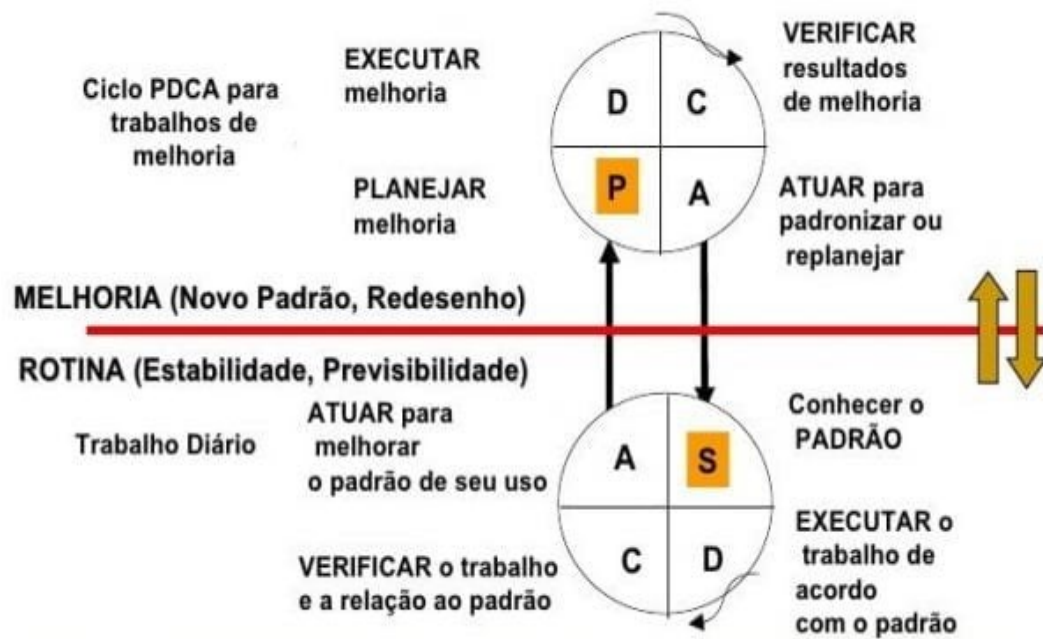 Ciclo PDCA para
trabalhos de
melhoria
EXECUTAR
melhoria
PLANEJAR
melhoria
D
C
P
A
VERIFICAR
resultados
de melhoria
ATUAR para
padronizar ou
replanejar
MELHORIA (Novo Padrão, Redesenho)
ROTINA (Estabilidade, Previsibilidade)
Trabalho Diário
ATUAR para
melhorar
o padrão de seu uso
VERIFICAR o trabalho
e a relação ao padrão
A
S
C
D
Conhecer o
PADRÃO
EXECUTAR o
trabalho de
acordo
com o padrão